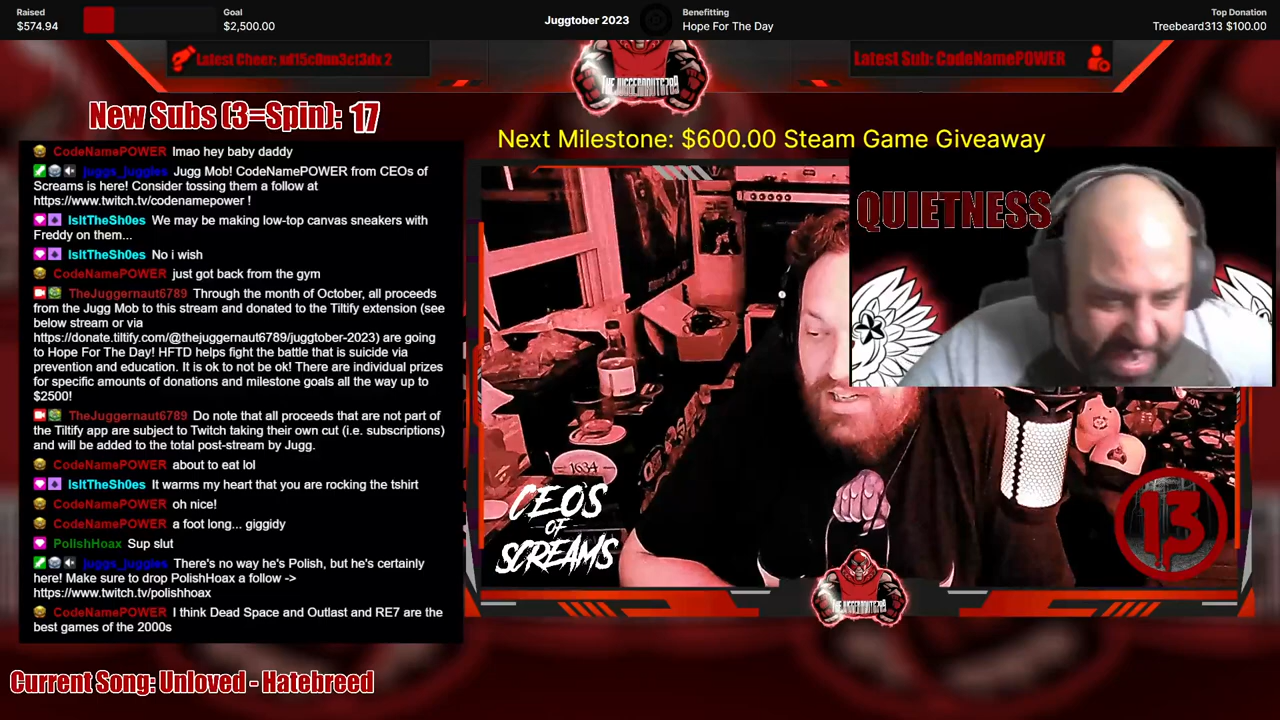 Raised
$574.94
Goal
$2,500.00
Juggtober 2023
Benefitting
Hope For The Day
Top Donation
Treebeard313 $100.00
Latest Cheer:
Latest Sub: CodeNamePOWER
THEJUGGERNAUT6789
New Subs (3=Spin): 17
Next Milestone: $600.00 Steam Game Giveaway
CodeNamePOWER lmao hey baby daddy
juggs_juggles Jugg Mob! CodeNamePOWER from CEOs of
Screams is here! Consider tossing them a follow at
https://www.twitch.tv/codenamepower !
IsItTheSh0es We may be making low-top canvas sneakers with
Freddy on them...
IsItTheSh0es No i wish
CodeNamePOWER just got back from the gym
TheJuggernaut6789 Through the month of October, all proceeds
from the Jugg Mob to this stream and donated to the Tiltify extension (see
below stream or via
https://donate.tiltify.com/@thejuggernaut6789/juggtober-2023) are going
to Hope For The Day! HFTD helps fight the battle that is suicide via
prevention and education. It is ok to not be ok! There are individual prizes
for specific amounts of donations and milestone goals all the way up to
$2500!
TheJuggernaut6789 Do note that all proceeds that are not part of
the Tiltify app are subject to Twitch taking their own cut (i.e. subscriptions)
and will be added to the total post-stream by Jugg.
CodeNamePOWER about to eat lol
IsItTheSh0es It warms my heart that you are rocking the tshirt
CodeNamePOWER oh nice!
CodeNamePOWER a foot long... giggidy
PolishHoax Sup slut
juggs_juggles There's no way he's Polish, but he's certainly
here! Make sure to drop PolishHoax a follow ->
https://www.twitch.tv/polishhoax
CodeNamePOWER I think Dead Space and Outlast and RE7 are the
best games of the 2000s
QUIETNESS
1634
CEOS
OF
SCREAMS
13
THEJUGGERNAUT6789
Current Song: Unloved - Hatebreed